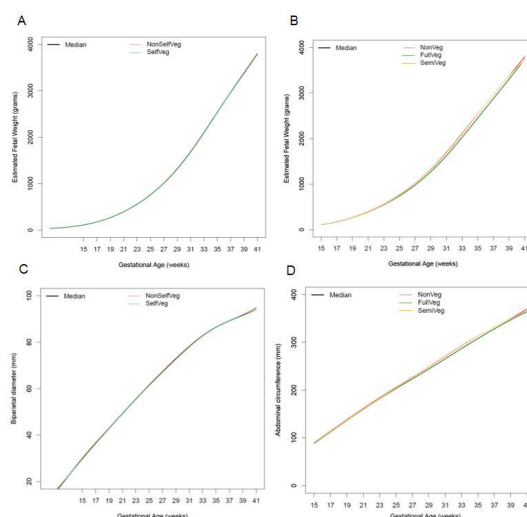 A
Median
NonSelfVeg
SelfVeg
Estimated Fetal Weight (grams)
4000
3000
2000
1000
0
15 17 19 21 23 25 27 29 31 33 35 37 39 41
Gestational Age (weeks)
B
Median
NonVeg
FullVeg
SemiVeg
Estimated Fetal Weight (grams)
4000
3000
2000
1000
0
15 17 19 21 23 25 27 29 31 33 35 37 39 41
Gestational Age (weeks)
C
Median
NonSelfVeg
SelfVeg
Biparietal diameter (mm)
100
80
60
40
20
15 17 19 21 23 25 27 29 31 33 35 37 39 41
Gestational Age (weeks)
D
Median
NonVeg
FullVeg
SemiVeg
Abdominal circumference (mm)
400
300
200
100
0
15 17 19 21 23 25 27 29 31 33 35 37 39 41
Gestational Age (weeks)